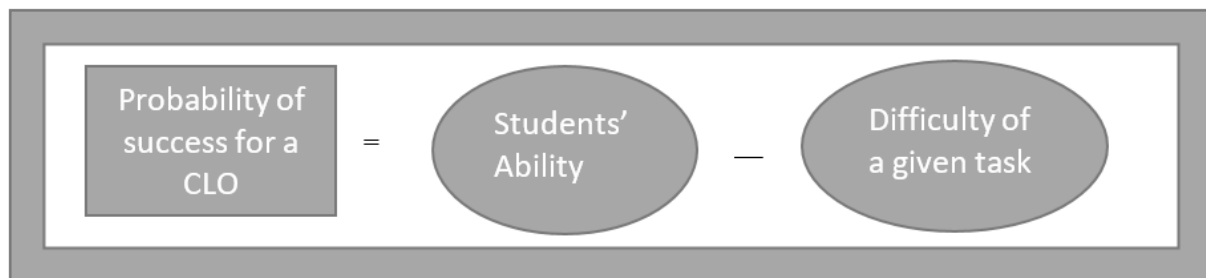 Probability of
success for a
CLO
=
Students’
Ability
—
Difficulty of
a given task